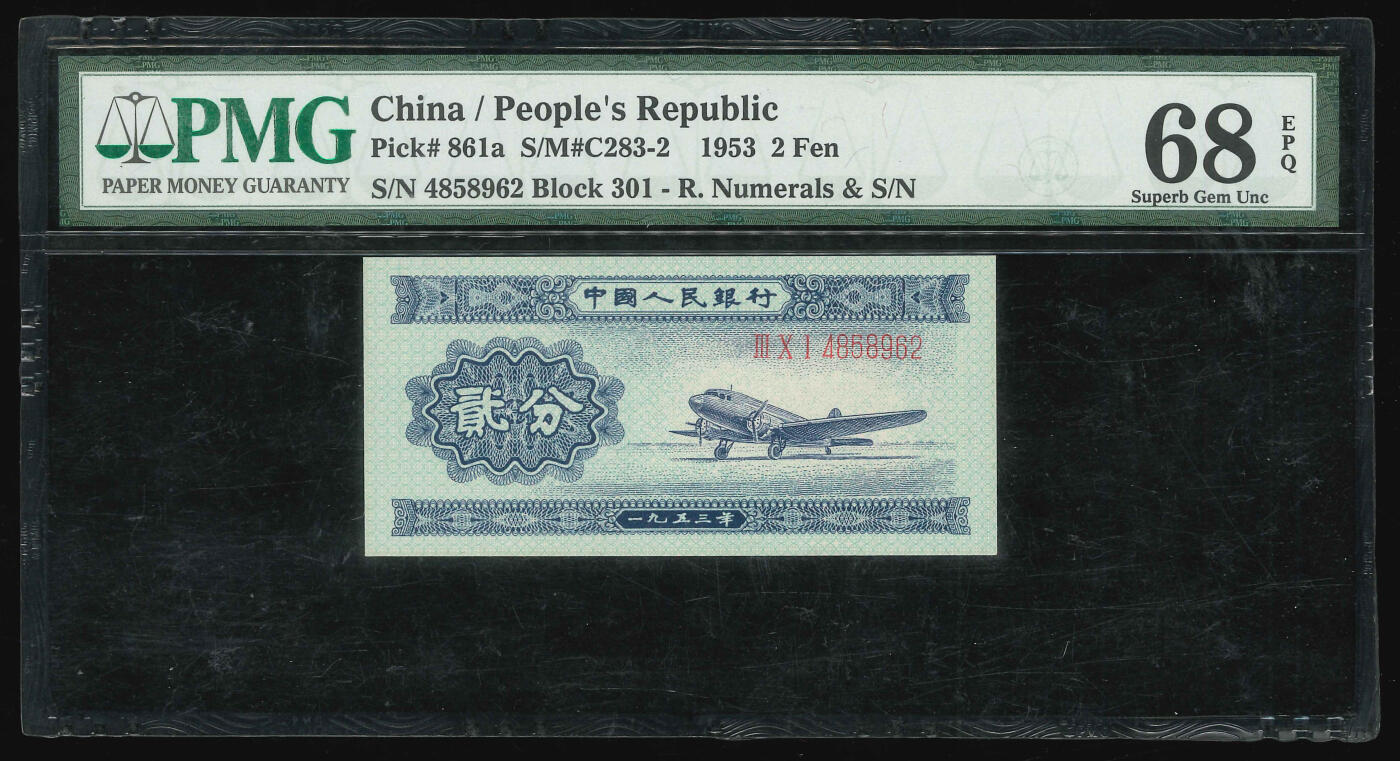 PMG
PAPER MONEY GUARANTY
China / People's Republic
Pick# 861a S/M#C283-2 1953 2 Fen
S/N 4858962 Block 301 - R. Numerals & S/N
68
EPQ
Superb Gem Unc
中國人民銀行
III X I 4858962
貳分
一九五三年